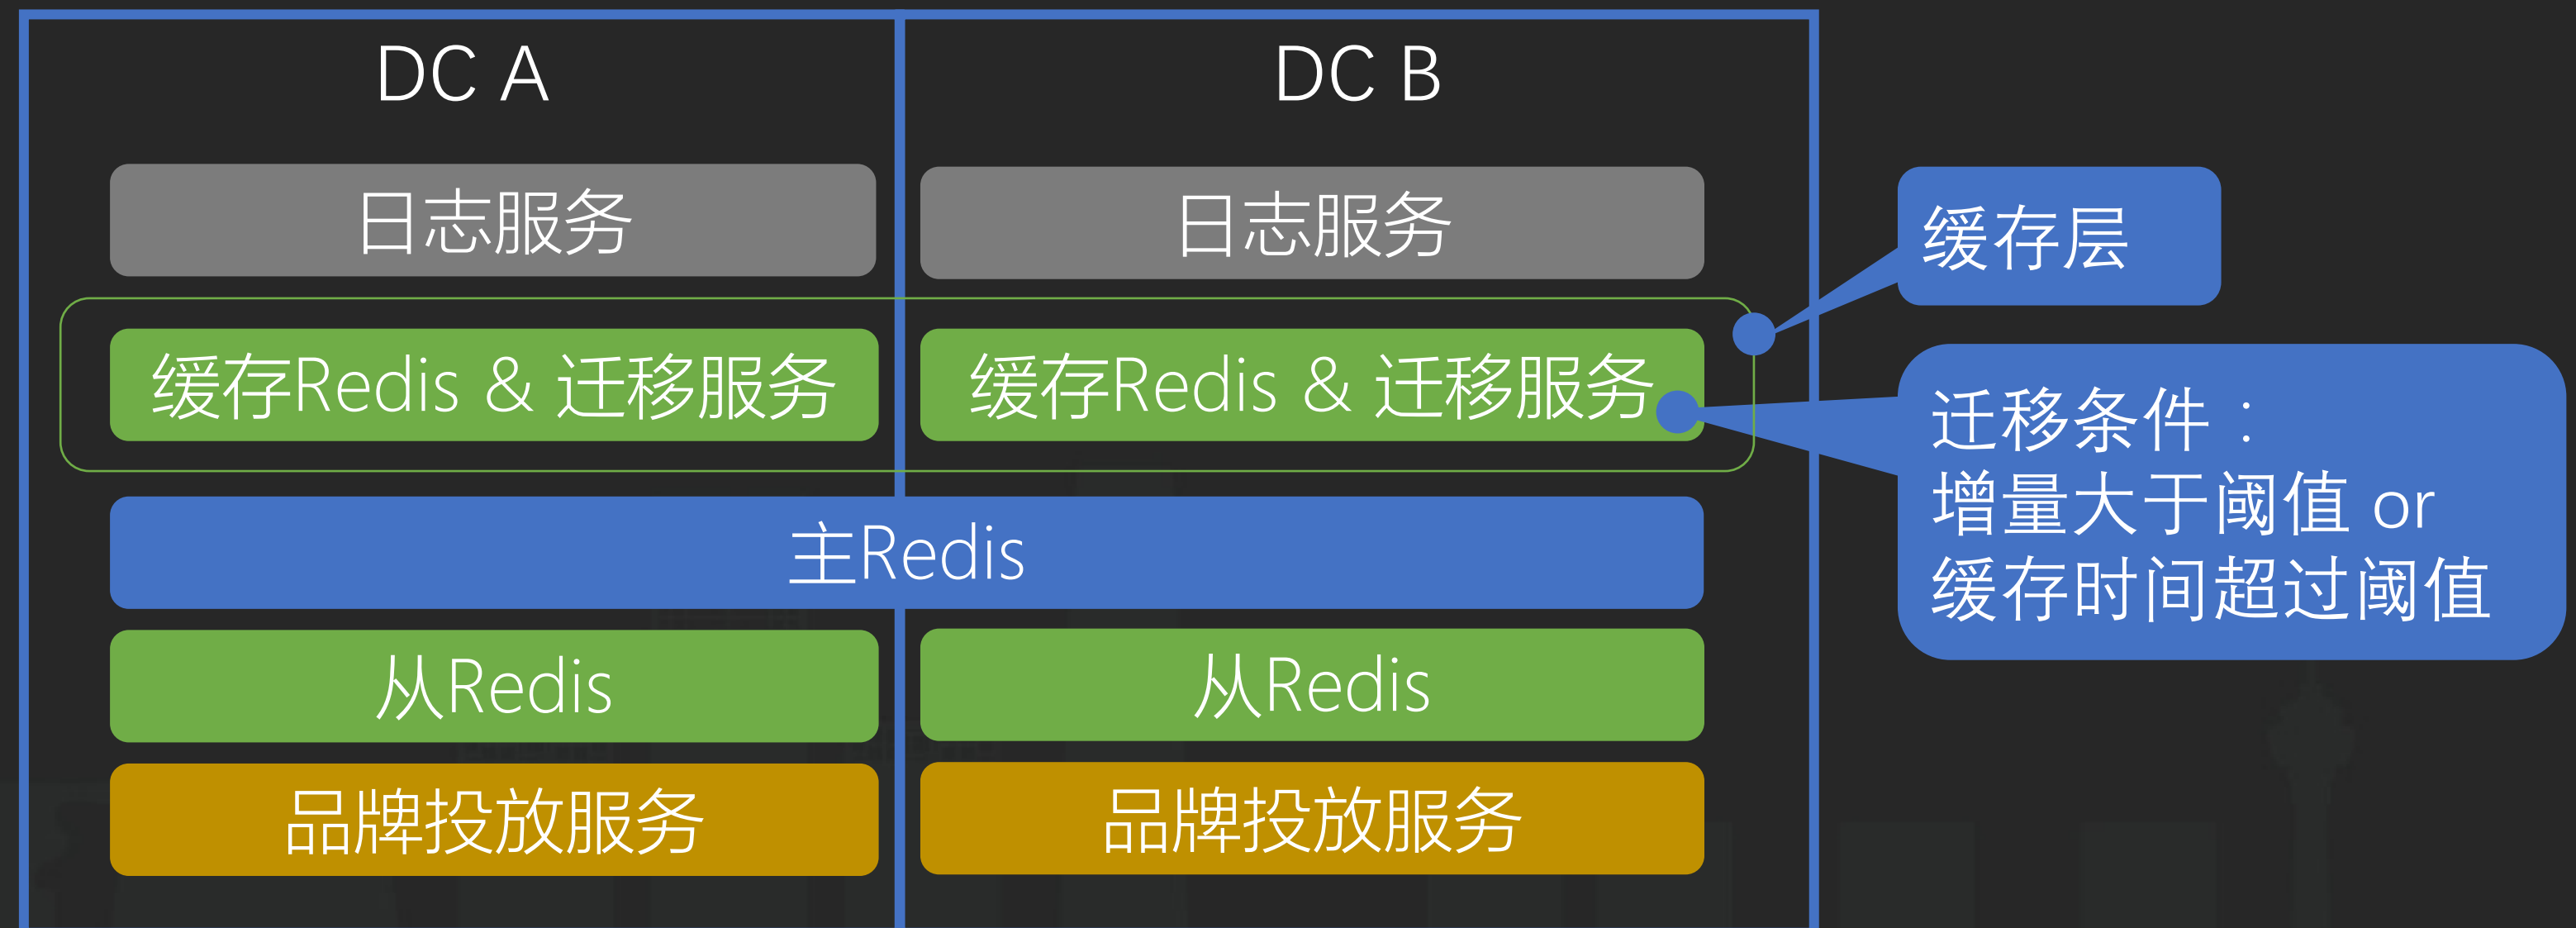 DC A
DC B
日志服务
日志服务
缓存层
缓存Redis & 迁移服务
缓存Redis & 迁移服务
迁移条件：
增量大于阈值 or
缓存时间超过阈值
主Redis
从Redis
从Redis
品牌投放服务
品牌投放服务